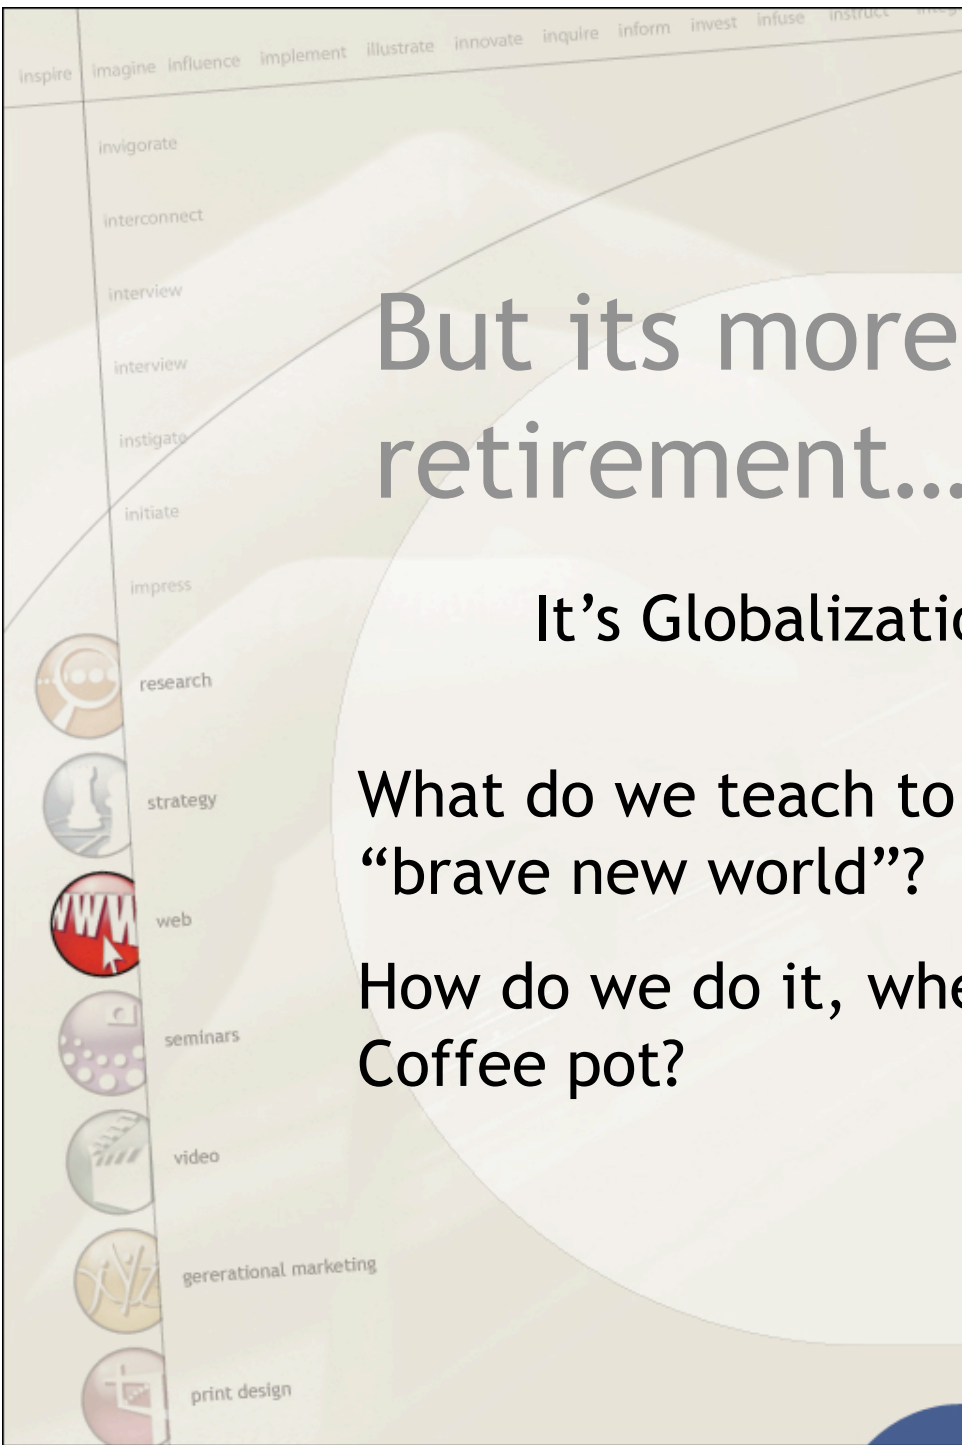 inspire imagine influence implement illustrate innovate inquire inform invest infuse instruct
invigorate
interconnect
interview
But its more
interview
retirement...
instigate
initiate
impress
It’s Globalizatio
research
What do we teach to
strategy
“brave new world”?
web
How do we do it, whe
seminars
Coffee pot?
video
gererational marketing
print design